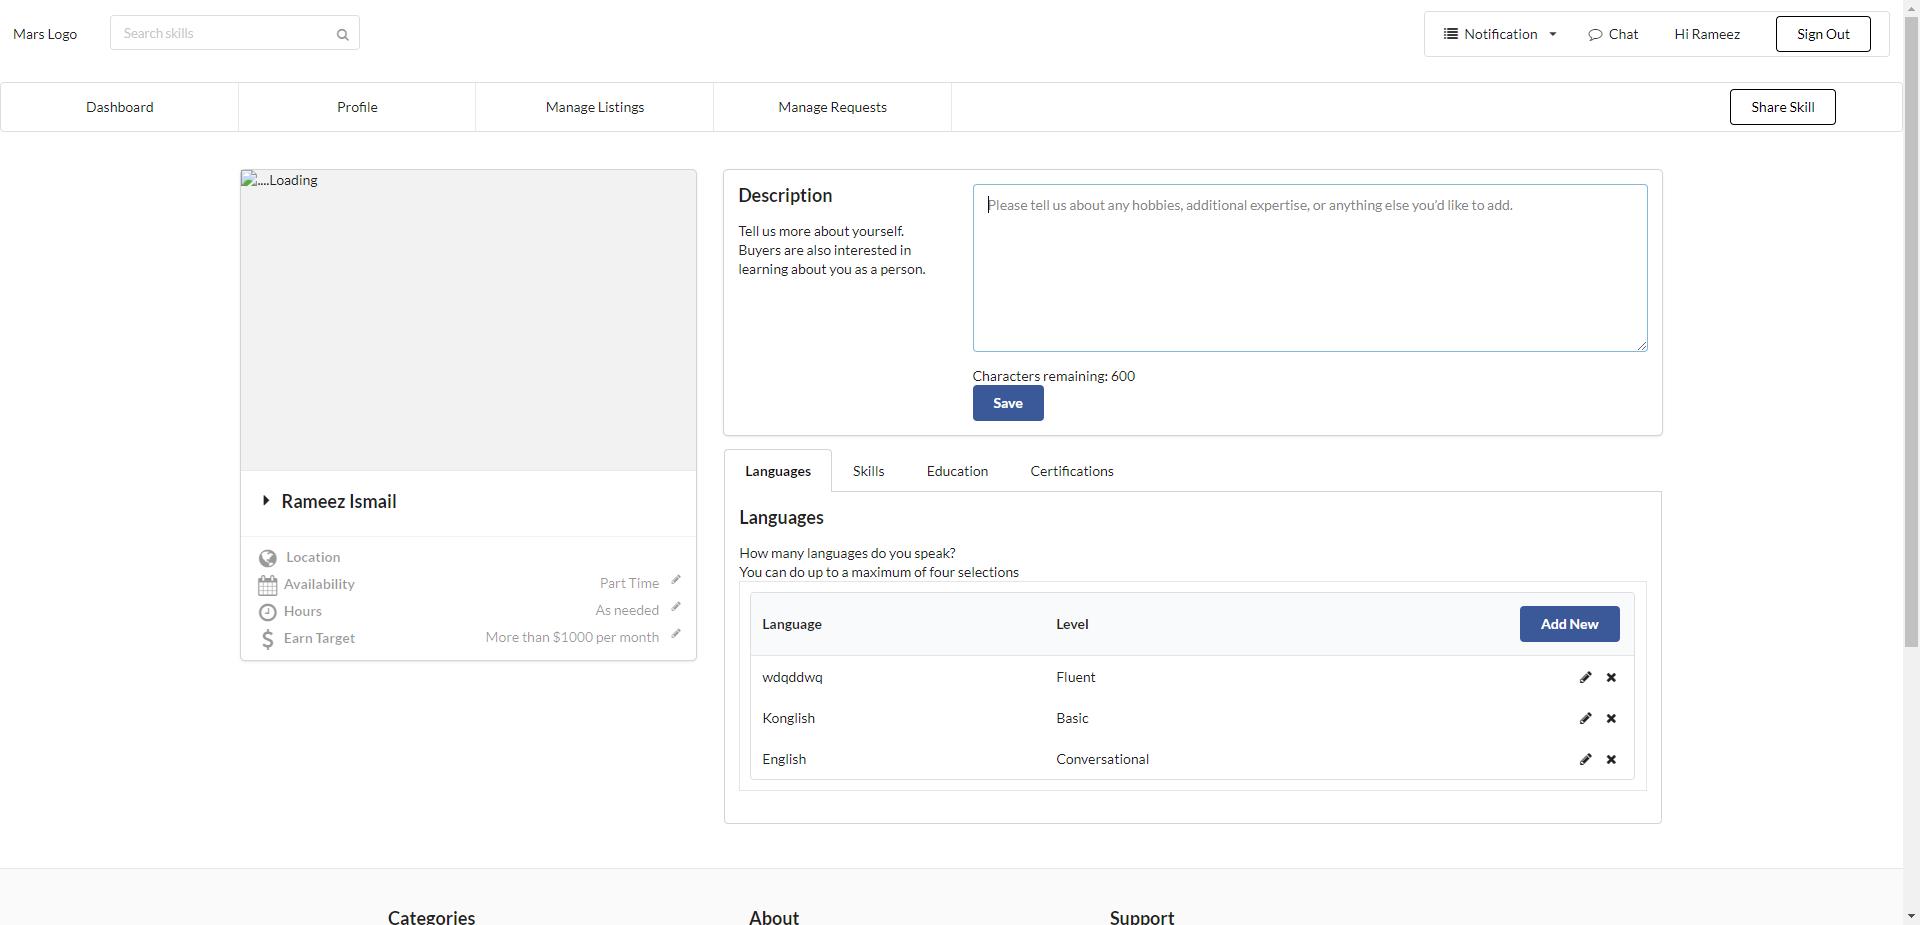 Mars Logo
Search skills
Notification
Chat
Hi Rameez
Sign Out
Dashboard
Profile
Manage Listings
Manage Requests
Share Skill
....Loading
Rameez Ismail
Location
Availability
Part Time
Hours
As needed
Earn Target
More than $1000 per month
Description
Tell us more about yourself.
Buyers are also interested in
learning about you as a person.
Please tell us about any hobbies, additional expertise, or anything else you'd like to add.
Characters remaining: 600
Save
Languages
Skills
Education
Certifications
Languages
How many languages do you speak?
You can do up to a maximum of four selections
Language
Level
Add New
wdqddwq
Fluent
Konglish
Basic
English
Conversational
Categories
About
Support